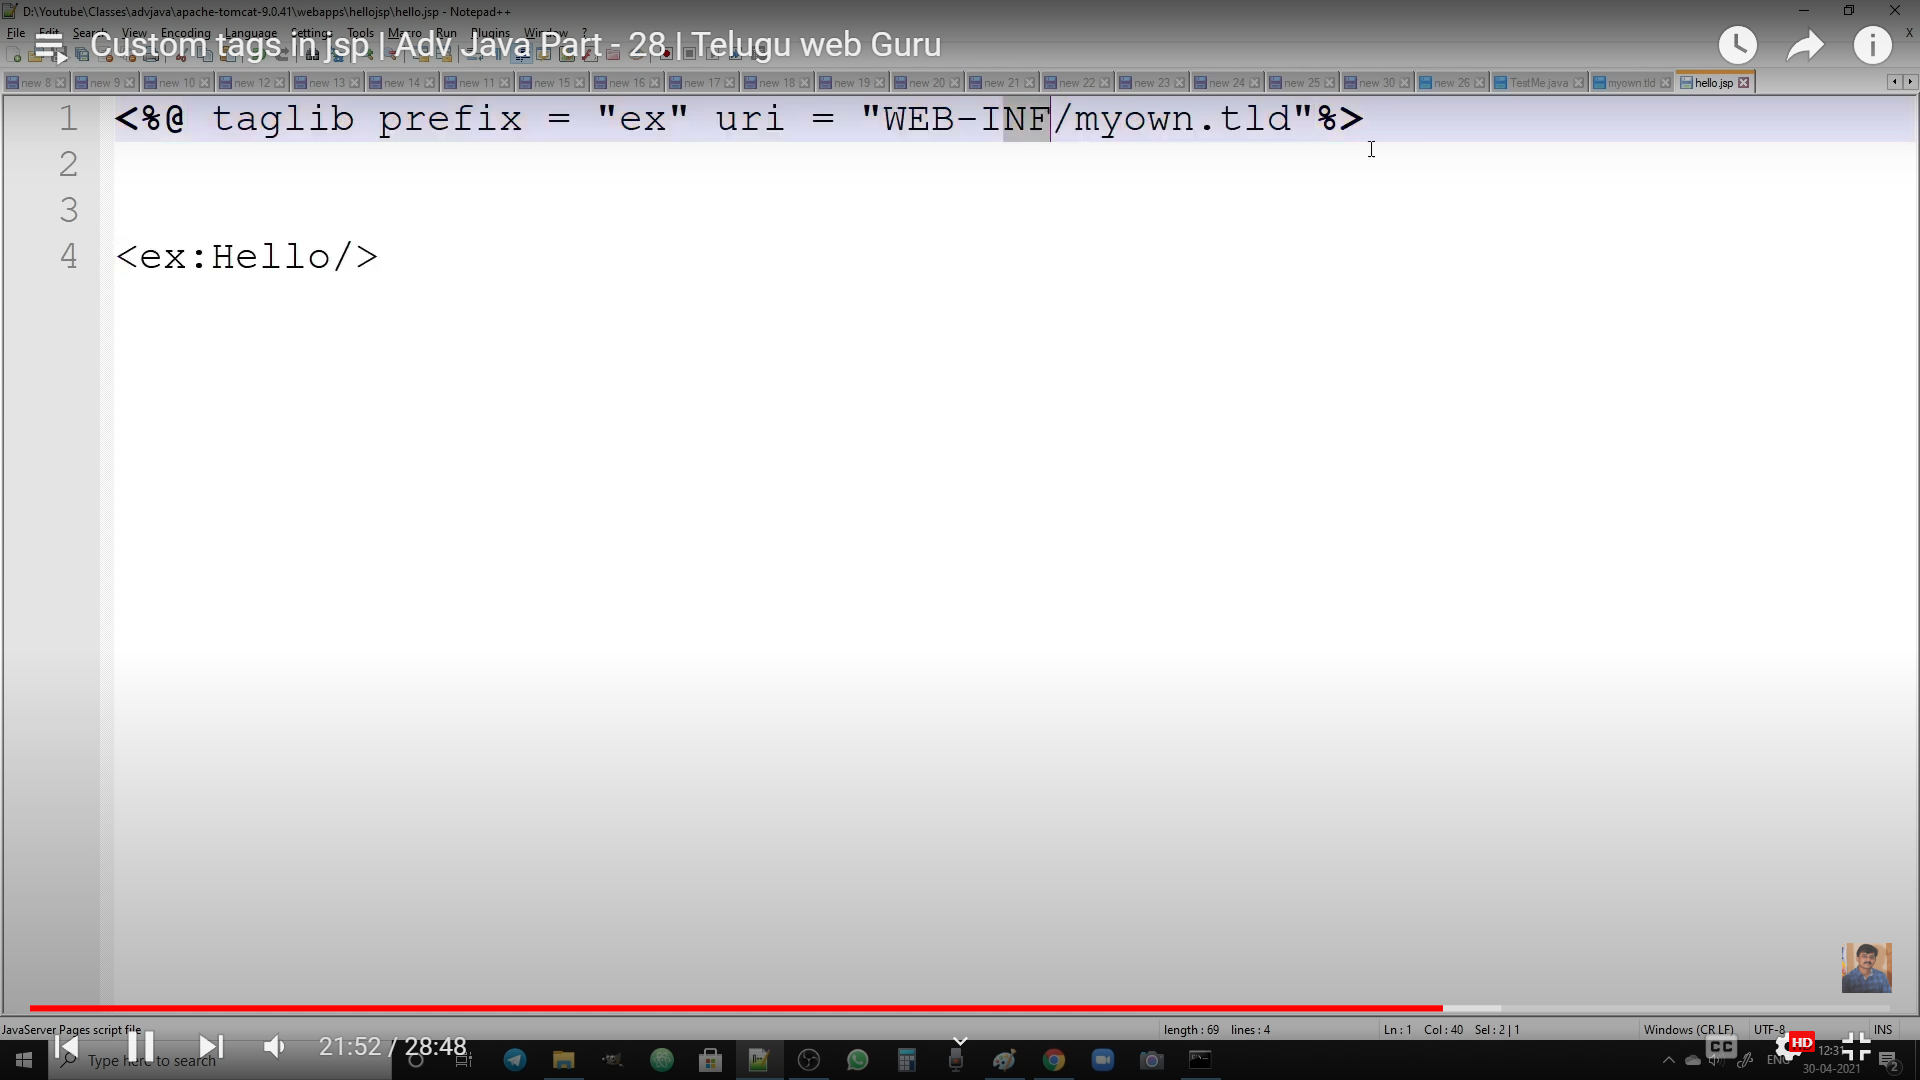 D:\Youtube\Classes\advjava\apache-tomcat-9.0.41\webapps\hellojsp\hello.jsp - Notepad++
File Edit Search View Encoding Language Settings Tools Macro Run Plugins Window ? X
Custom tags in jsp | Adv Java Part - 28 | Telugu web Guru
new 8 new 9 new 10 new 12 new 13 new 14 new 11 new 15 new 16 new 17 new 18 new 19 new 20 new 21 new 22 new 23 new 24 new 25 new 30 new 26 TestMe.java myown.tld hello.jsp
1 <%@ taglib prefix = "ex" uri = "WEB-INF/myown.tld"%>
2
3
4 <ex:Hello/>
JavaServer Pages script file length : 69 lines : 4 Ln : 1 Col : 40 Sel : 2 | 1 Windows (CR LF) UTF-8 INS
21:52 / 28:48
CC HD
Type here to search ENG 12:31
30-04-2021 2